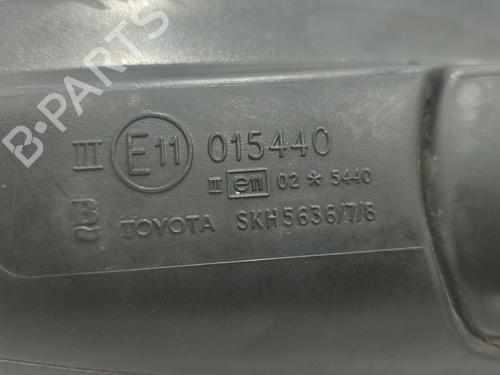 B-PARTS
III E11 015440
III e11 02 * 5440
B TOYOTA SKH5636/7/8